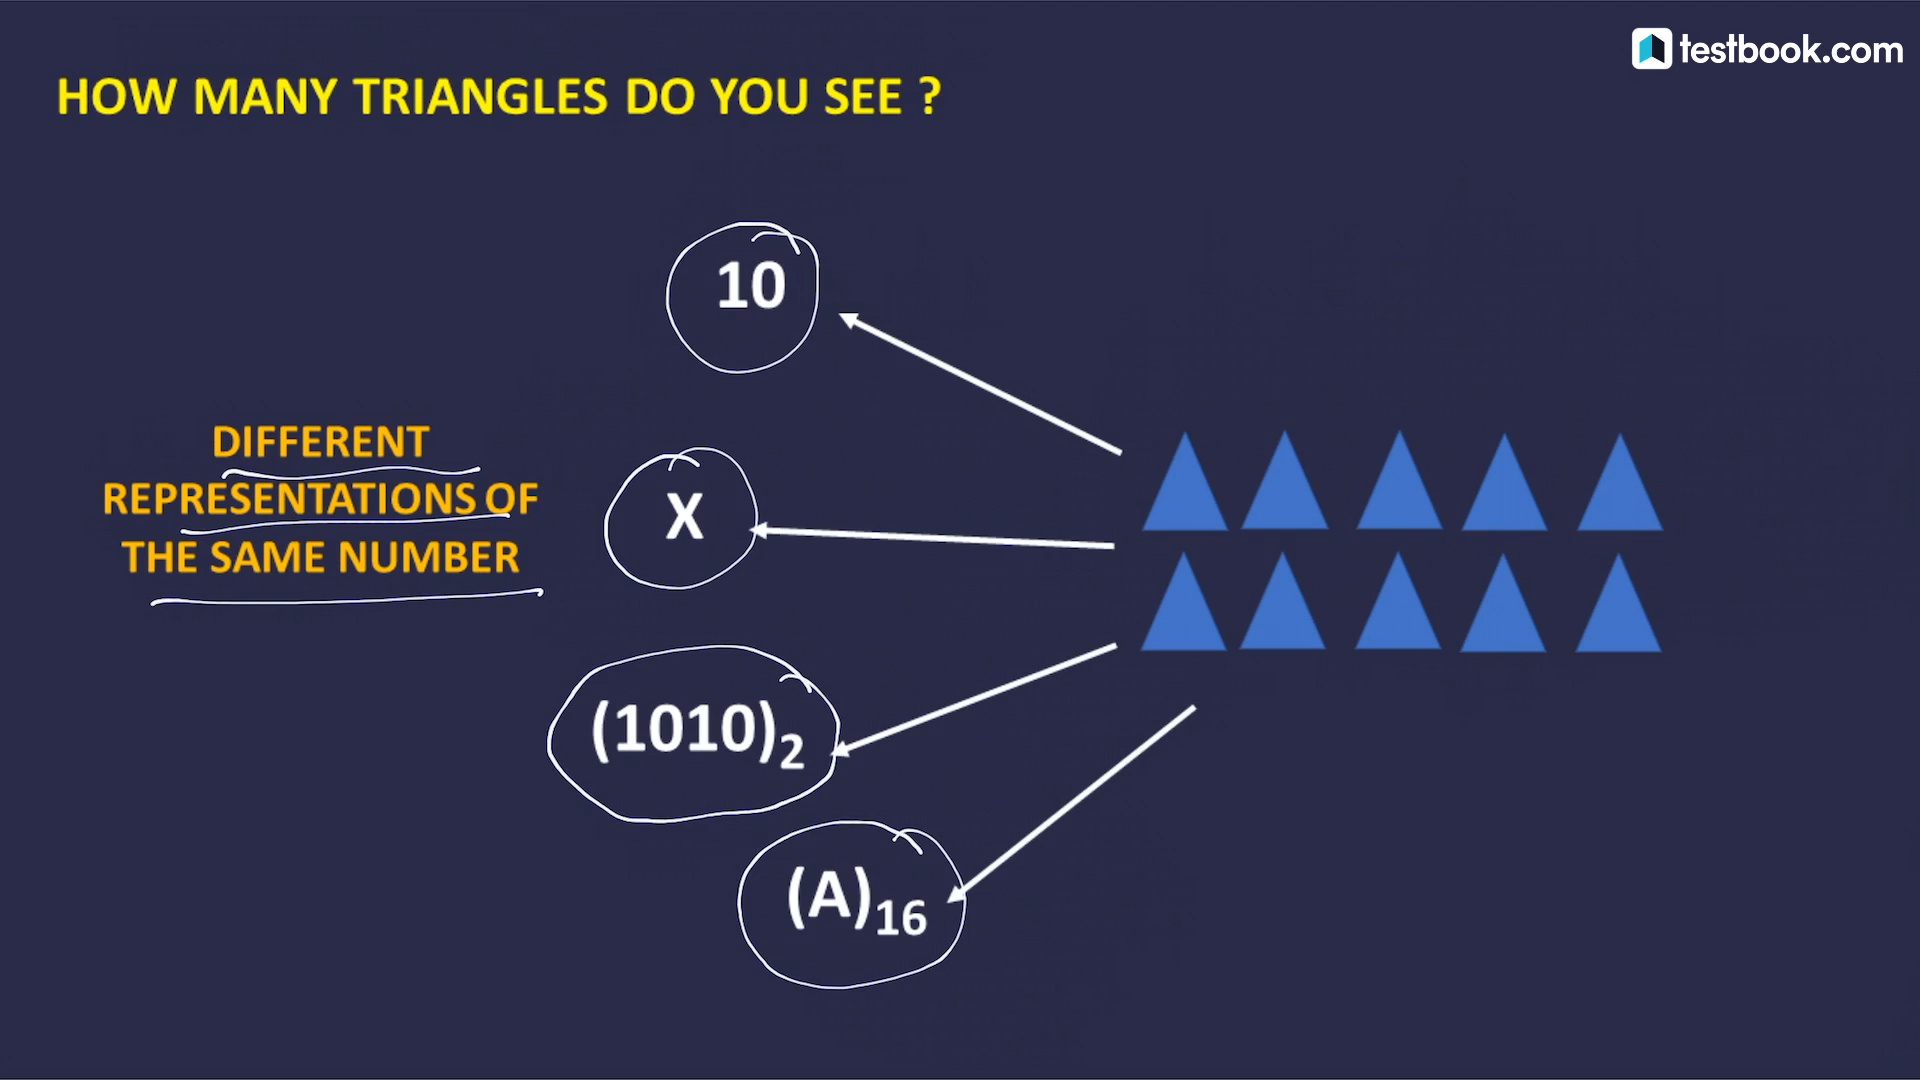 testbook.com
HOW MANY TRIANGLES DO YOU SEE ?
10
DIFFERENT
REPRESENTATIONS OF
THE SAME NUMBER
X
(1010)₂
(A)₁₆